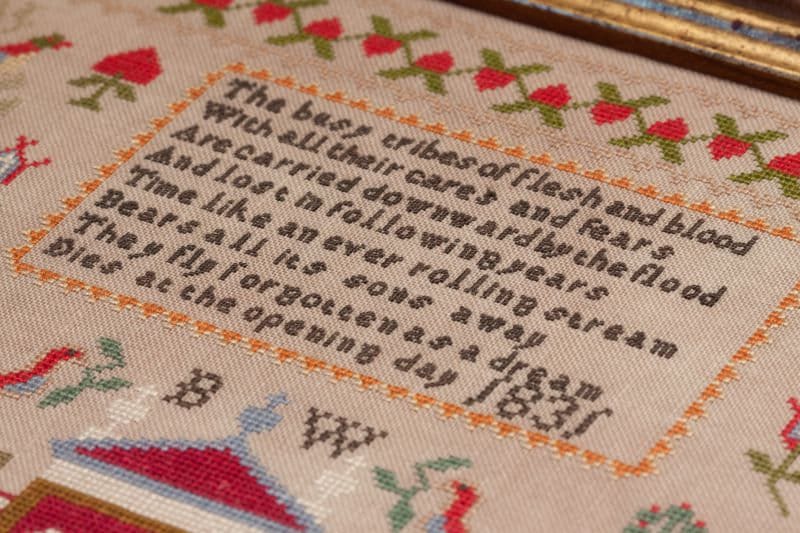 The busy tribes of flesh and blood
With all their cares and fears
Are carried downward by the flood
And lost in following years
Time like an ever rolling stream
Bears all its sons away
They fly forgotten as a dream
Dies at the opening day 1831
B W